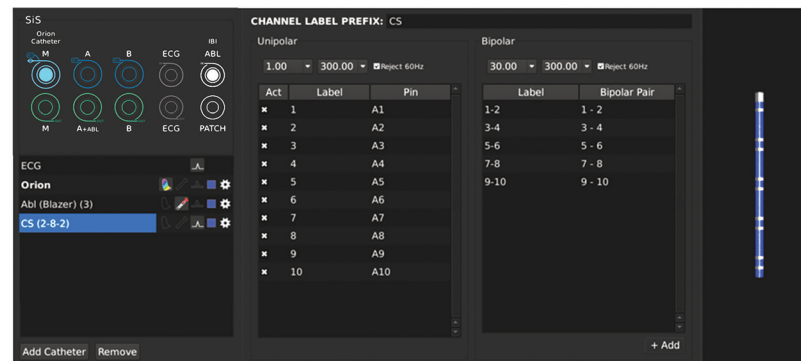 SiS
Orion
Catheter
IBI
M A B ECG ABL
M A+ABL B ECG PATCH
ECG
Orion
Abl (Blazer) (3)
CS (2-8-2)
Add Catheter Remove
CHANNEL LABEL PREFIX: CS
Unipolar
1.00 300.00 Reject 60Hz
Act Label Pin
1 A1
2 A2
3 A3
4 A4
5 A5
6 A6
7 A7
8 A8
9 A9
10 A10
Bipolar
30.00 300.00 Reject 60Hz
Label Bipolar Pair
1-2 1 - 2
3-4 3 - 4
5-6 5 - 6
7-8 7 - 8
9-10 9 - 10
+ Add